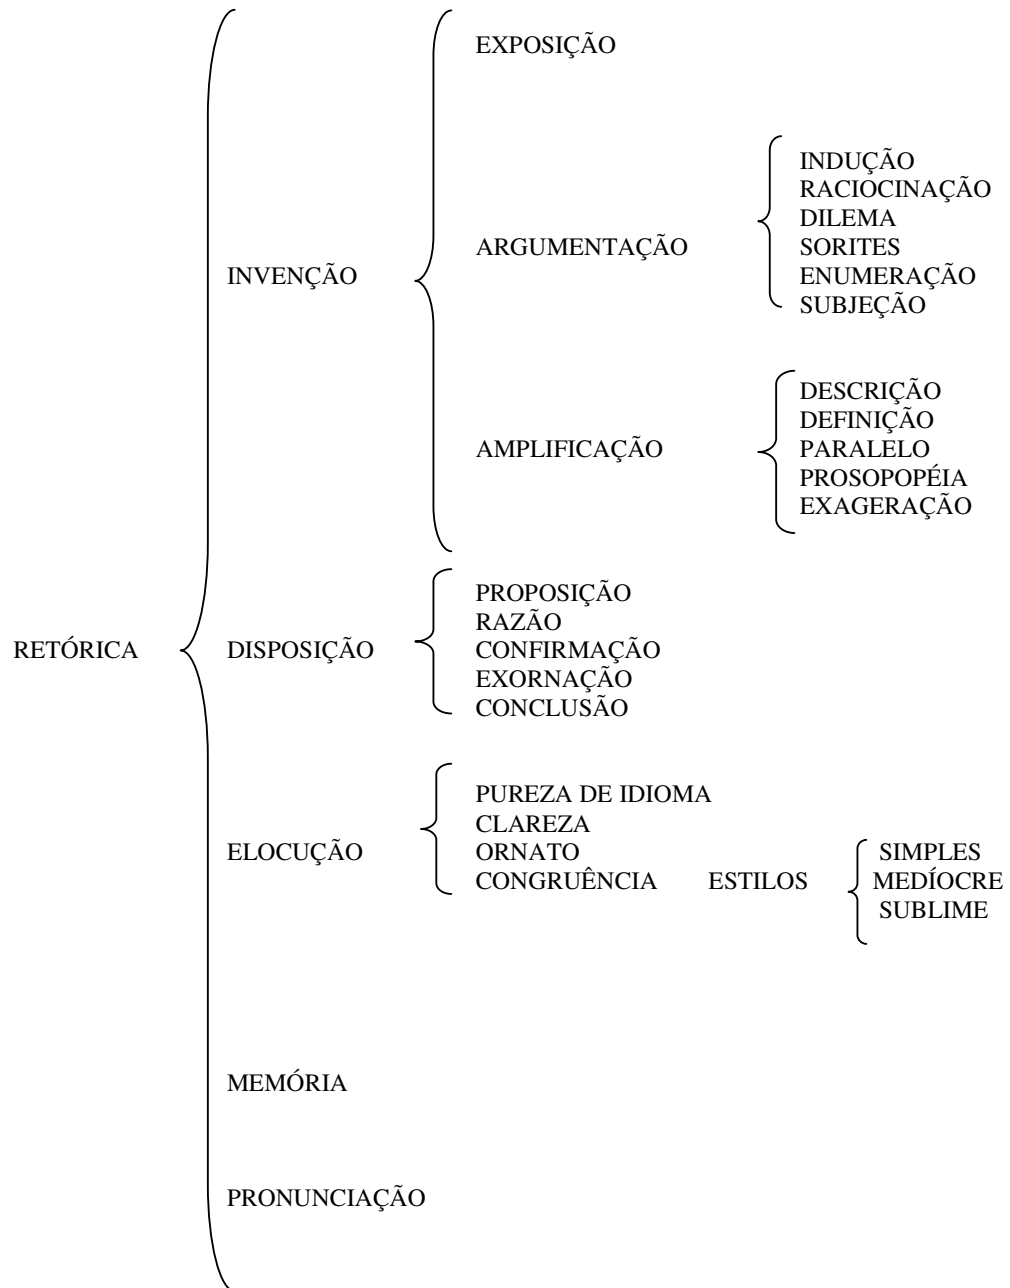 EXPOSIÇÃO
INDUÇÃO
RACIOCINAÇÃO
DILEMA
ARGUMENTAÇÃO
SORITES
INVENÇÃO
ENUMERAÇÃO
SUBJEÇÃO
DESCRIÇÃO
DEFINIÇÃO
AMPLIFICAÇÃO
PARALELO
PROSOPOPÉIA
EXAGERAÇÃO
PROPOSIÇÃO
RAZÃO
RETÓRICA DISPOSIÇÃO CONFIRMAÇÃO
EXORNAÇÃO
CONCLUSÃO
PUREZA DE IDIOMA
CLAREZA
ELOCUÇÃO ORNATO SIMPLES
CONGRUÊNCIA ESTILOS MEDÍOCRE
SUBLIME
MEMÓRIA
PRONUNCIAÇÃO